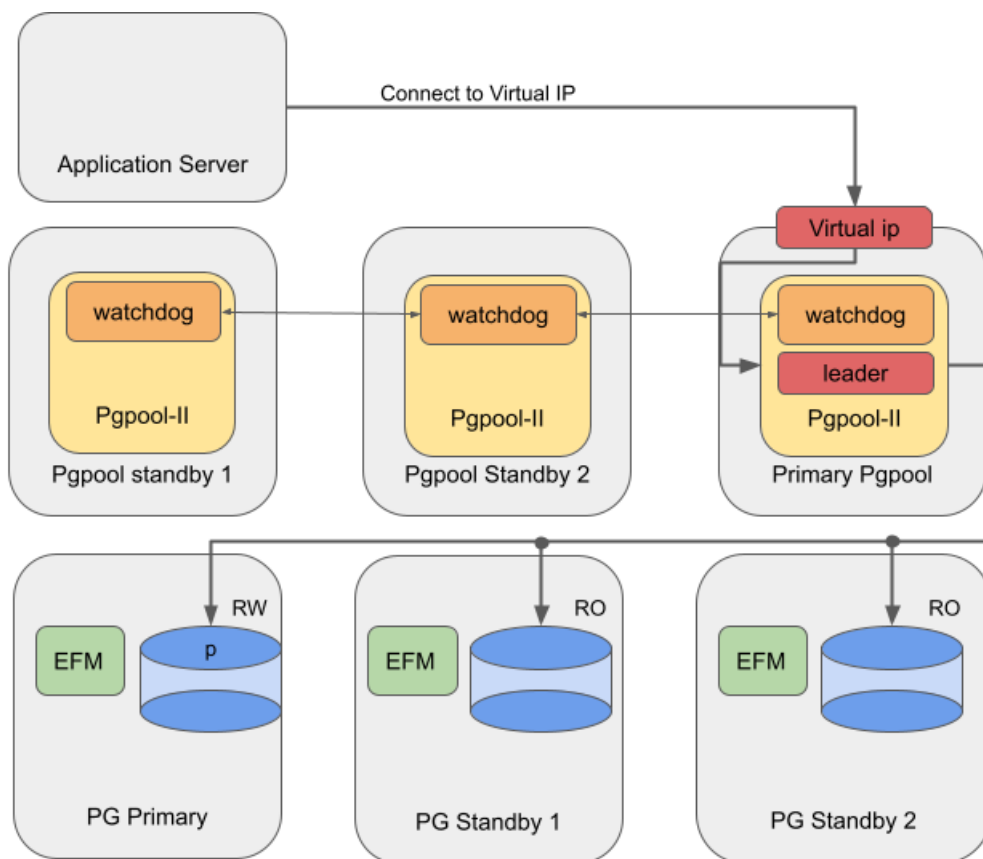 Connect to Virtual IP
Application Server
Virtual ip
watchdog
watchdog
watchdog
leader
Pgpool-II
Pgpool-II
Pgpool-II
Pgpool standby 1
Pgpool Standby 2
Primary Pgpool
RW
RO
RO
p
EFM
EFM
EFM
PG Primary
PG Standby 1
PG Standby 2